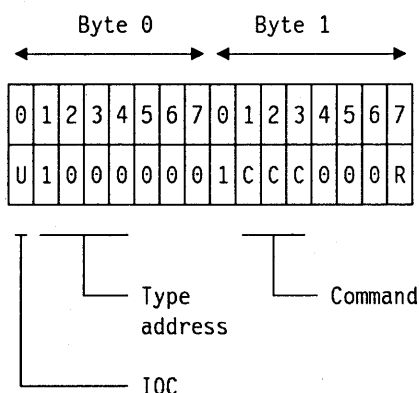 Byte 0 Byte 1
0 1 2 3 4 5 6 7 0 1 2 3 4 5 6 7
U 1 0 0 0 0 0 0 1 C C C 0 0 0 R
Type Command
address
IOC